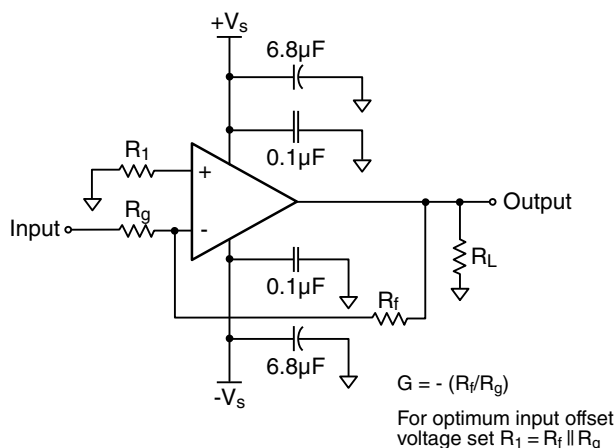 +Vs
6.8µF
R1
+
0.1µF
Input
Rg
-
Output
RL
0.1µF
Rf
6.8µF
-Vs
G = - (Rf/Rg)
For optimum input offset
voltage set R1 = Rf || Rg